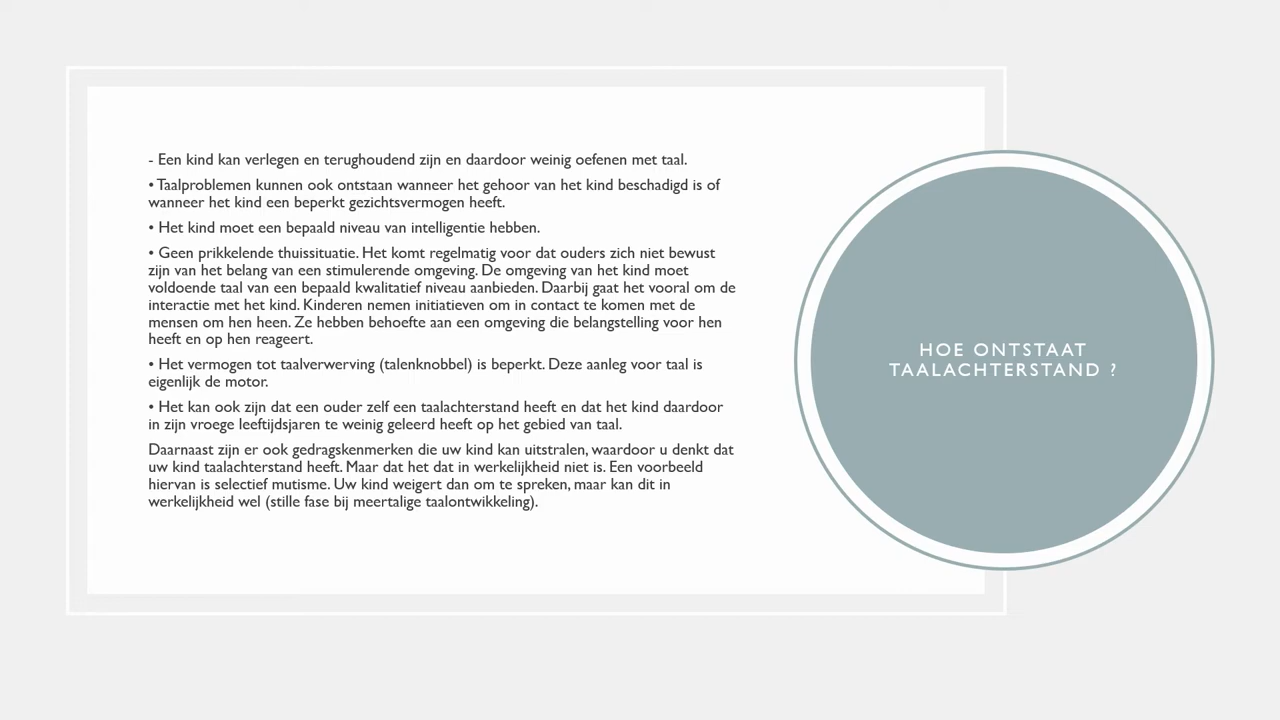 - Een kind kan verlegen en terughoudend zijn en daardoor weinig oefenen met taal.
• Taalproblemen kunnen ook ontstaan wanneer het gehoor van het kind beschadigd is of
wanneer het kind een beperkt gezichtsvermogen heeft.
• Het kind moet een bepaald niveau van intelligentie hebben.
• Geen prikkelende thuissituatie. Het komt regelmatig voor dat ouders zich niet bewust
zijn van het belang van een stimulerende omgeving. De omgeving van het kind moet
voldoende taal van een bepaald kwalitatief niveau aanbieden. Daarbij gaat het vooral om de
interactie met het kind. Kinderen nemen initiatieven om in contact te komen met de
mensen om hen heen. Ze hebben behoefte aan een omgeving die belangstelling voor hen
heeft en op hen reageert.
• Het vermogen tot taalverwerving (talenknobbel) is beperkt. Deze aanleg voor taal is
eigenlijk de motor.
• Het kan ook zijn dat een ouder zelf een taalachterstand heeft en dat het kind daardoor
in zijn vroege leeftijdsjaren te weinig geleerd heeft op het gebied van taal.
Daarnaast zijn er ook gedragskenmerken die uw kind kan uitstralen, waardoor u denkt dat
uw kind taalachterstand heeft. Maar dat het dat in werkelijkheid niet is. Een voorbeeld
hiervan is selectief mutisme. Uw kind weigert dan om te spreken, maar kan dit in
werkelijkheid wel (stille fase bij meertalige taalontwikkeling).
HOE ONTSTAAT
TAALACHTERSTAND ?